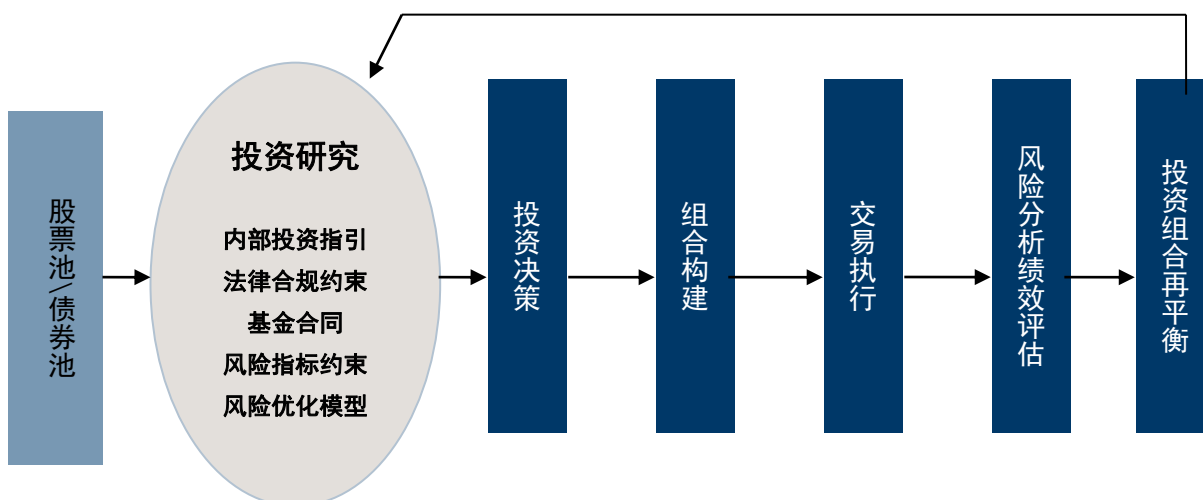 股票池/债券池
投资研究
内部投资指引
法律合规约束
基金合同
风险指标约束
风险优化模型
投资决策
组合构建
交易执行
风险分析绩效评估
投资组合再平衡